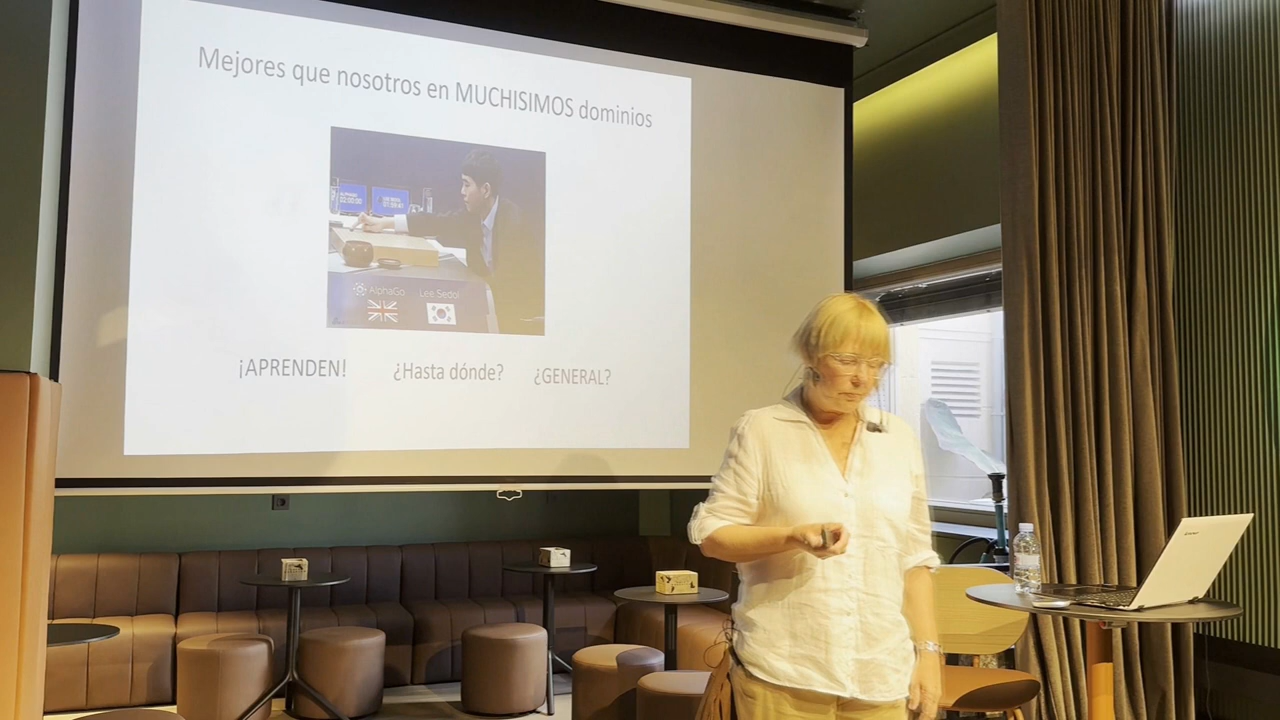 Mejores que nosotros en MUCHISIMOS dominios
AlphaGo
Lee Sedol
¡APRENDEN!
¿Hasta dónde?
¿GENERAL?